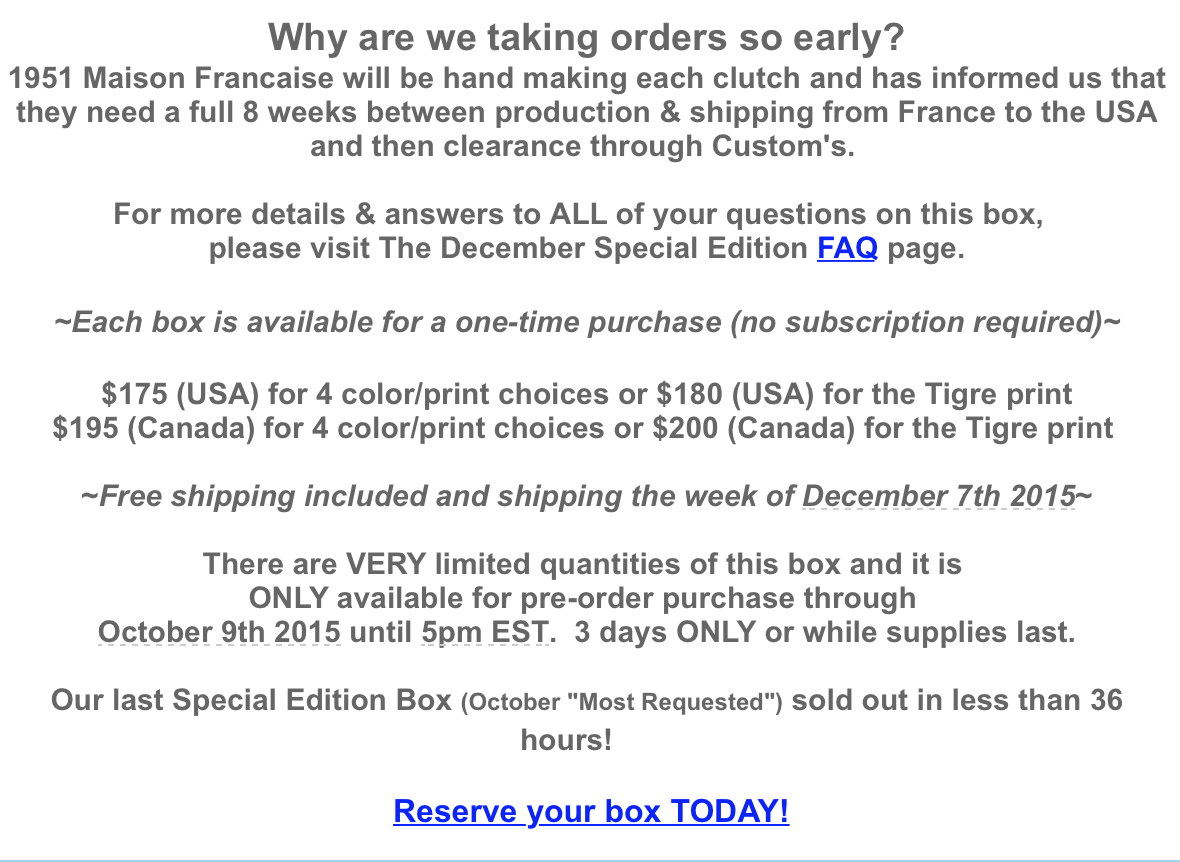 Why are we taking orders so early?
1951 Maison Francaise will be hand making each clutch and has informed us that
they need a full 8 weeks between production & shipping from France to the USA
and then clearance through Custom's.
For more details & answers to ALL of your questions on this box,
please visit The December Special Edition FAQ page.
~Each box is available for a one-time purchase (no subscription required)~
$175 (USA) for 4 color/print choices or $180 (USA) for the Tigre print
$195 (Canada) for 4 color/print choices or $200 (Canada) for the Tigre print
~Free shipping included and shipping the week of December 7th 2015~
There are VERY limited quantities of this box and it is
ONLY available for pre-order purchase through
October 9th 2015 until 5pm EST.  3 days ONLY or while supplies last.
Our last Special Edition Box (October "Most Requested") sold out in less than 36
hours!
Reserve your box TODAY!